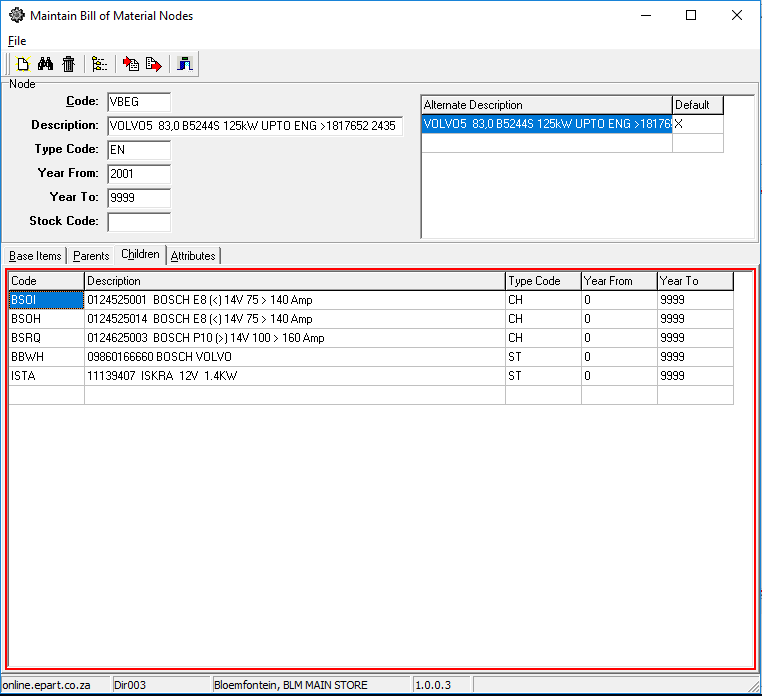 Maintain Bill of Material Nodes
File
Node
Code: VBEG
Description: VOLVO5 83,0 B5244S 125kW UPTO ENG >1817652 2435
Type Code: EN
Year From: 2001
Year To: 9999
Stock Code:
Alternate Description Default
VOLVO5 83,0 B5244S 125kW UPTO ENG >18176 X
Base Items Parents Children Attributes
Code Description Type Code Year From Year To
BSOI 0124525001 BOSCH E8 (<) 14V 75 > 140 Amp CH 0 9999
BSOH 0124525014 BOSCH E8 (<) 14V 75 > 140 Amp CH 0 9999
BSRQ 0124625003 BOSCH P10 (>) 14V 100 > 160 Amp CH 0 9999
BBWH 09860166660 BOSCH VOLVO ST 0 9999
ISTA 11139407 ISKRA 12V 1.4KW ST 0 9999
online.epart.co.za Dir003 Bloemfontein, BLM MAIN STORE 1.0.0.3